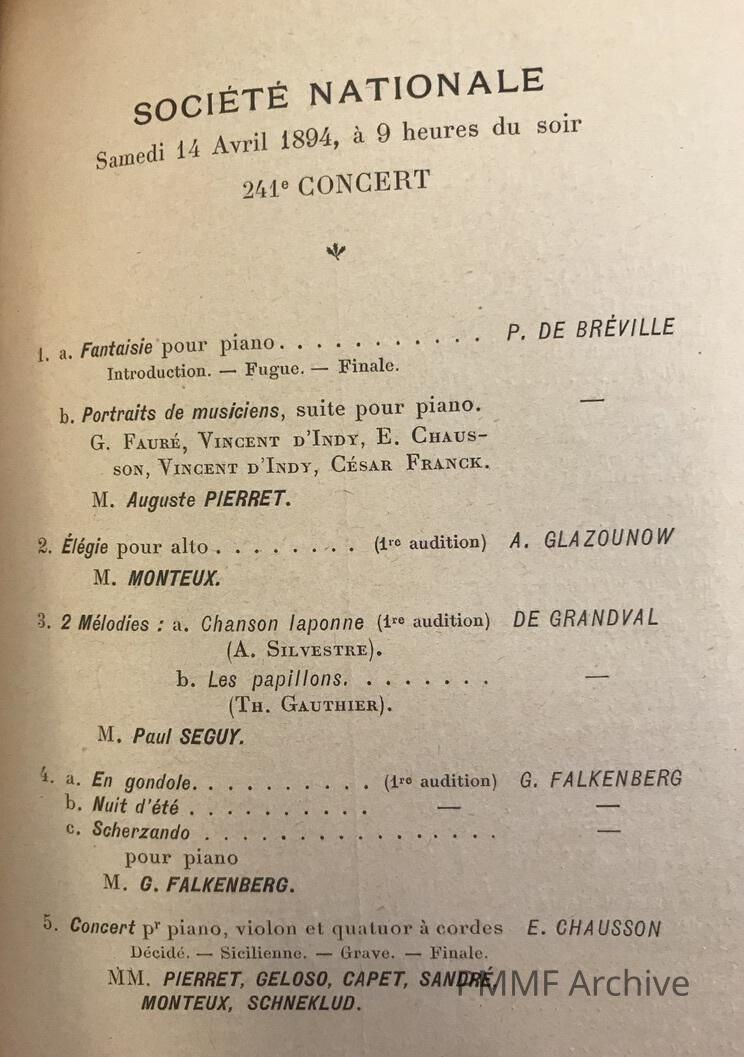 SOCIÉTÉ NATIONALE
Samedi 14 Avril 1894, à 9 heures du soir
241e CONCERT
1. a. Fantaisie pour piano. . . . . . . . . . . P. DE BRÉVILLE
Introduction. — Fugue. — Finale.
b. Portraits de musiciens, suite pour piano. —
G. FAURÉ, VINCENT D'INDY, E. CHAUS-
SON, VINCENT D'INDY, CÉSAR FRANCK.
M. Auguste PIERRET.
2. Élégie pour alto . . . . . . . . (1re audition) A. GLAZOUNOW
M. MONTEUX.
3. 2 Mélodies : a. Chanson laponne (1re audition) DE GRANDVAL
(A. SILVESTRE).
b. Les papillons. . . . . . . . —
(TH. GAUTHIER).
M. Paul SEGUY.
4. a. En gondole. . . . . . . . . . . (1re audition) G. FALKENBERG
b. Nuit d'été . . . . . . . . . . — —
c. Scherzando . . . . . . . . . . . . . . . . —
pour piano
M. G. FALKENBERG.
5. Concert pr piano, violon et quatuor à cordes E. CHAUSSON
Décidé. — Sicilienne. — Grave. — Finale.
MM. PIERRET, GELOSO, CAPET, SANDRÉ,
MONTEUX, SCHNEKLUD.
PMMF Archive